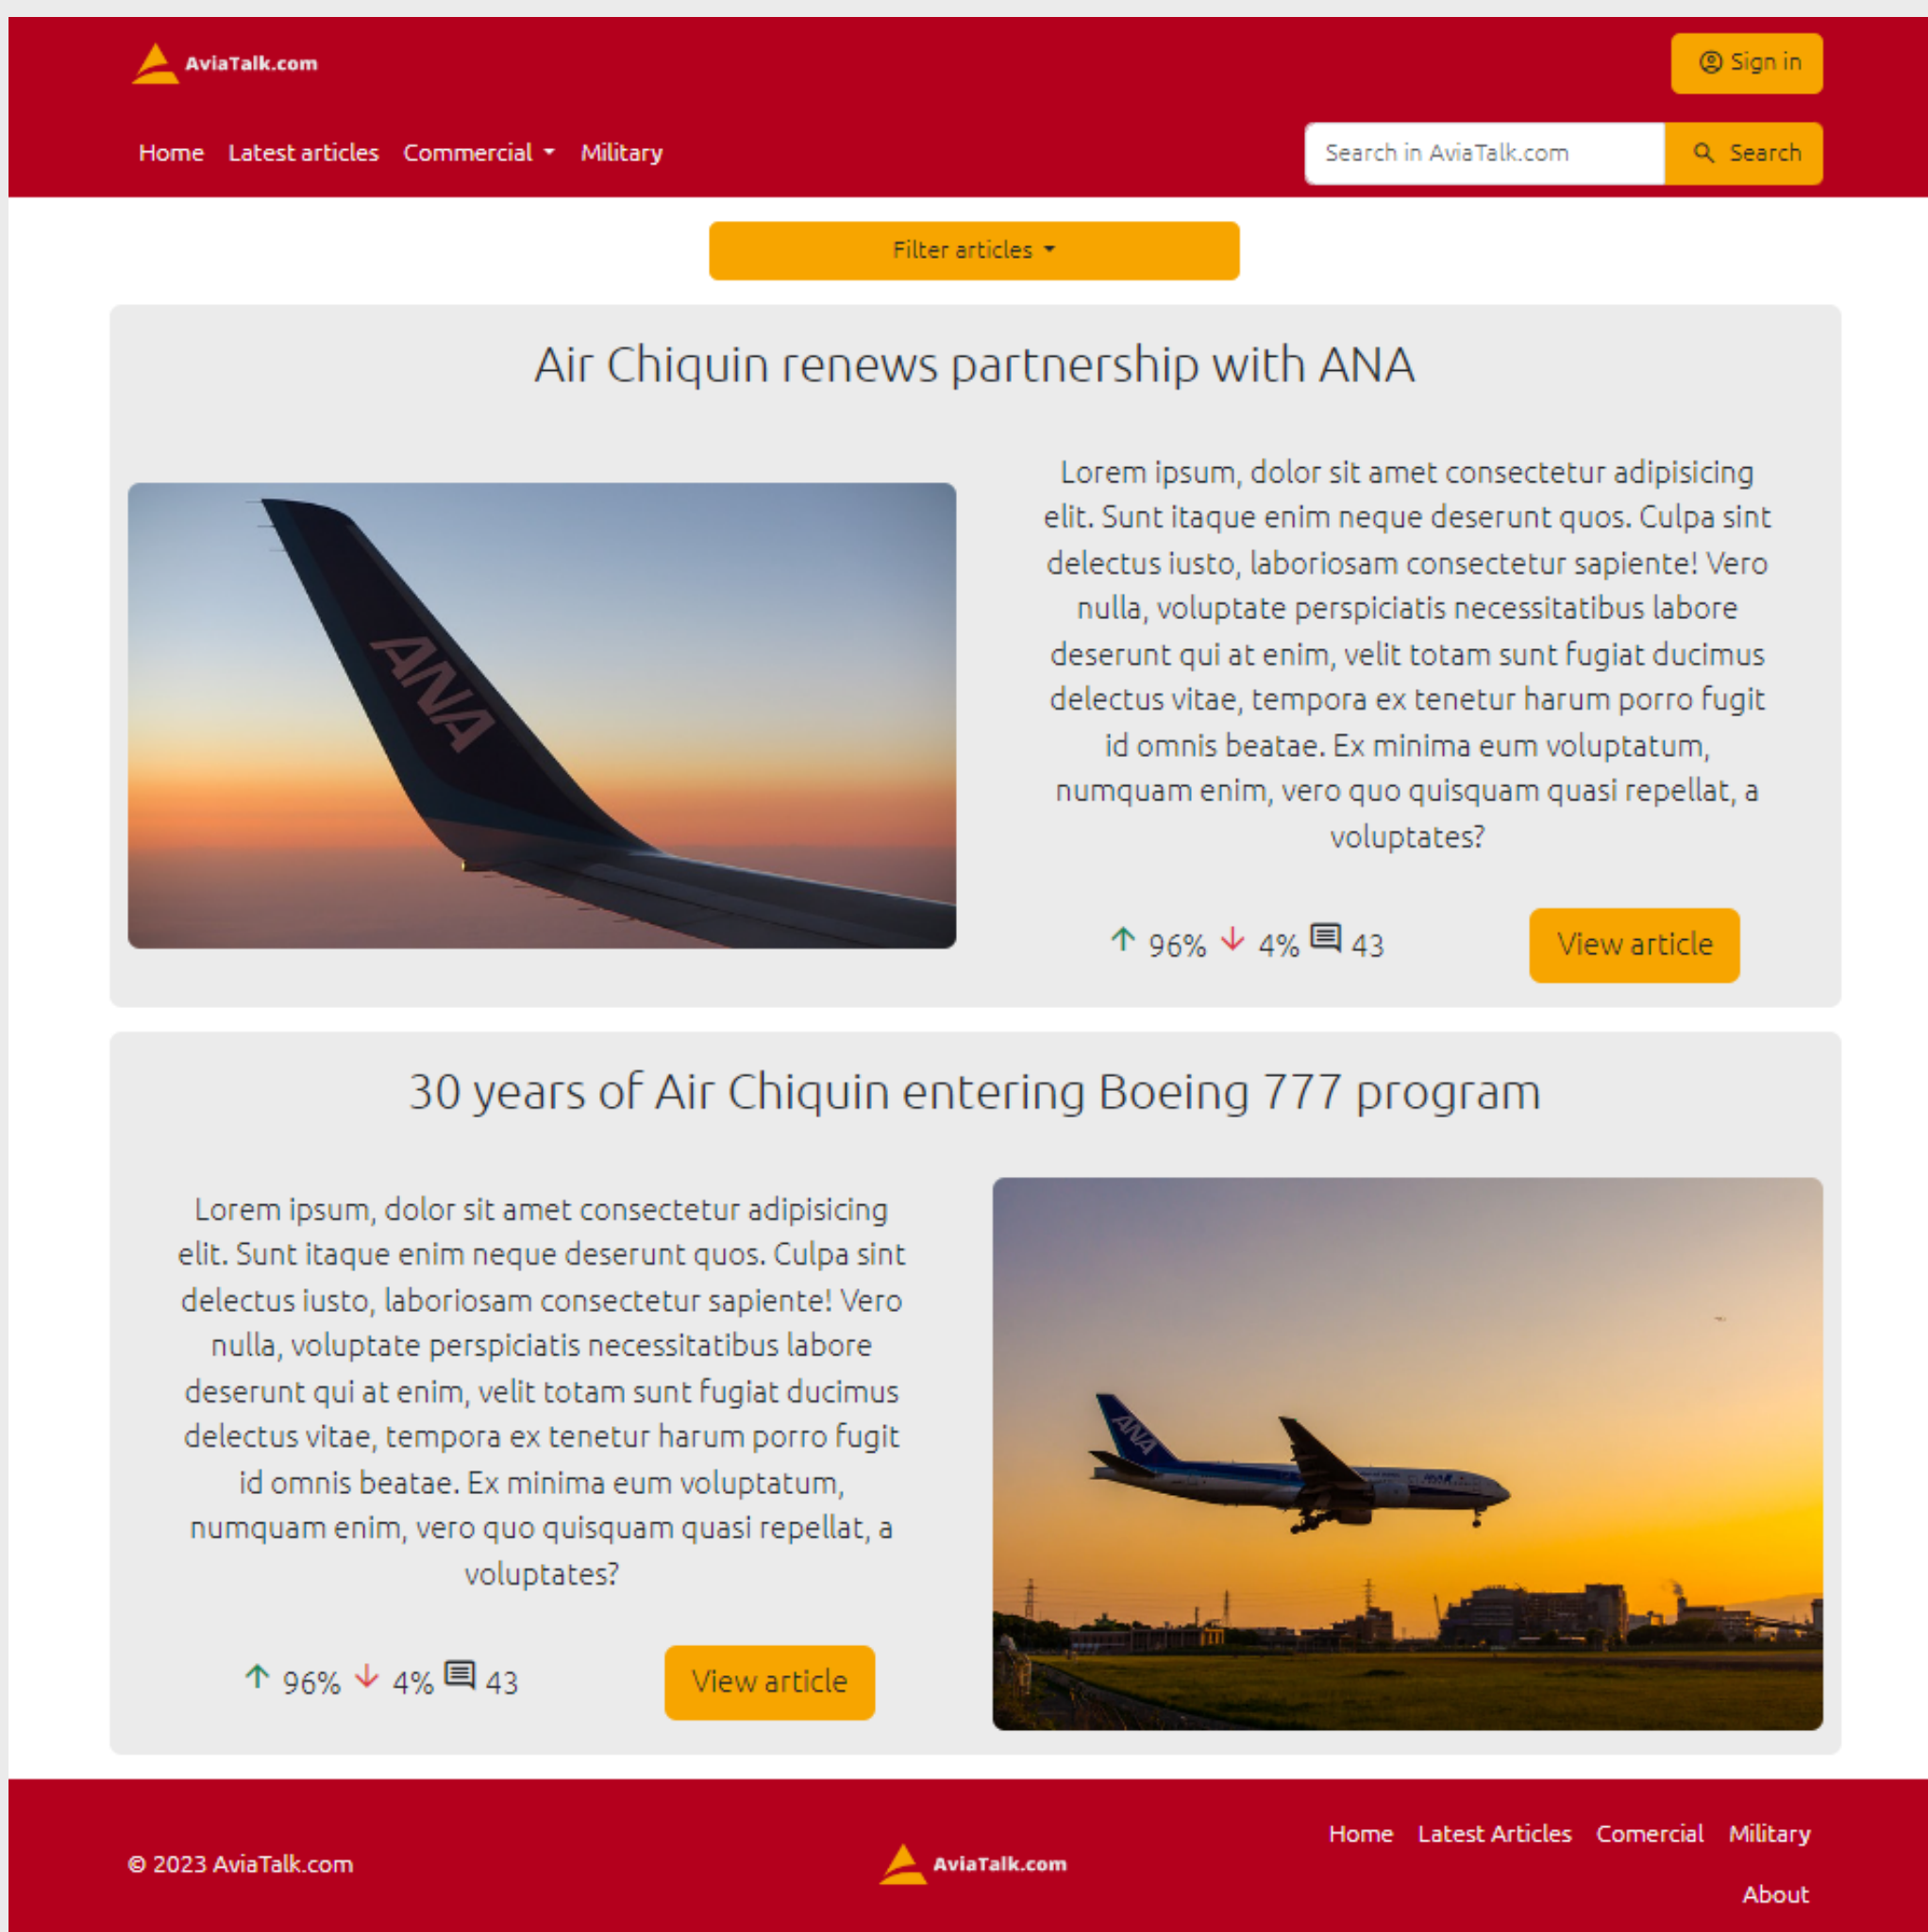 AviaTalk.com
Sign in
Home Latest articles Commercial Military
Search in AviaTalk.com
Search
Filter articles
Air Chiquin renews partnership with ANA
ANA
Lorem ipsum, dolor sit amet consectetur adipisicing
elit. Sunt itaque enim neque deserunt quos. Culpa sint
delectus iusto, laboriosam consectetur sapiente! Vero
nulla, voluptate perspiciatis necessitatibus labore
deserunt qui at enim, velit totam sunt fugiat ducimus
delectus vitae, tempora ex tenetur harum porro fugit
id omnis beatae. Ex minima eum voluptatum,
numquam enim, vero quo quisquam quasi repellat, a
voluptates?
96% 4% 43
View article
30 years of Air Chiquin entering Boeing 777 program
Lorem ipsum, dolor sit amet consectetur adipisicing
elit. Sunt itaque enim neque deserunt quos. Culpa sint
delectus iusto, laboriosam consectetur sapiente! Vero
nulla, voluptate perspiciatis necessitatibus labore
deserunt qui at enim, velit totam sunt fugiat ducimus
delectus vitae, tempora ex tenetur harum porro fugit
id omnis beatae. Ex minima eum voluptatum,
numquam enim, vero quo quisquam quasi repellat, a
voluptates?
96% 4% 43
View article
ANA
ANA
© 2023 AviaTalk.com
AviaTalk.com
Home Latest Articles Comercial Military
About